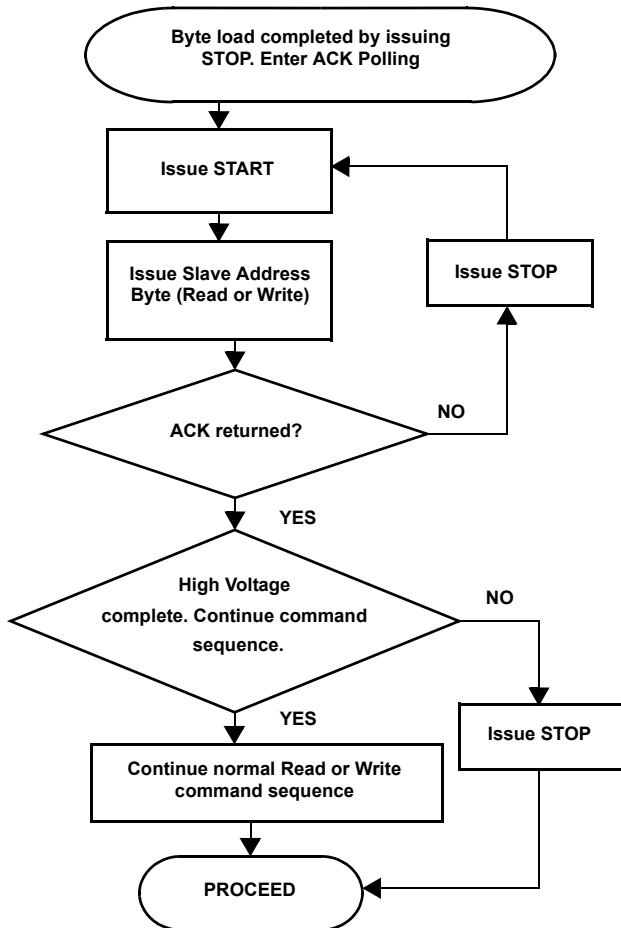 Byte load completed by issuing
STOP. Enter ACK Polling
Issue START
Issue Slave Address
Byte (Read or Write)
Issue STOP
ACK returned?
NO
YES
High Voltage
complete. Continue command
sequence.
NO
YES
Issue STOP
Continue normal Read or Write
command sequence
PROCEED